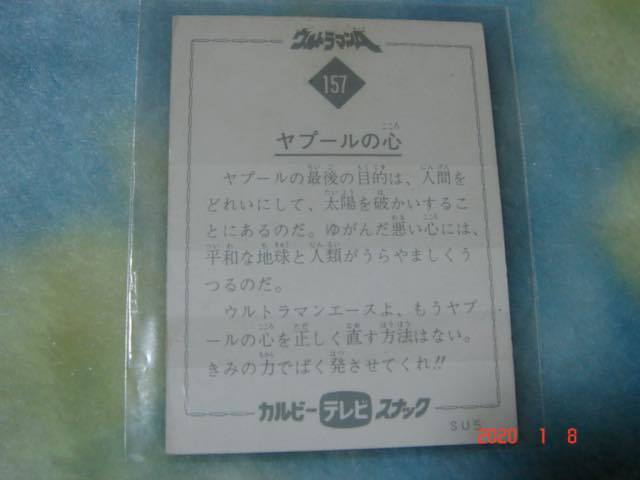 ウルトラマンA
157
ヤプールの心
ヤプールの最後の目的は、人間を
どれいにして、太陽を破かいするこ
とにあるのだ。ゆがんだ悪い心には、
平和な地球と人類がうらやましくう
つるのだ。
ウルトラマンエースよ、もうヤプ
ールの心を正しく直す方法はない。
きみの力でばく発させてくれ!!
カルビー テレビ スナック
SU5
2020 1 8